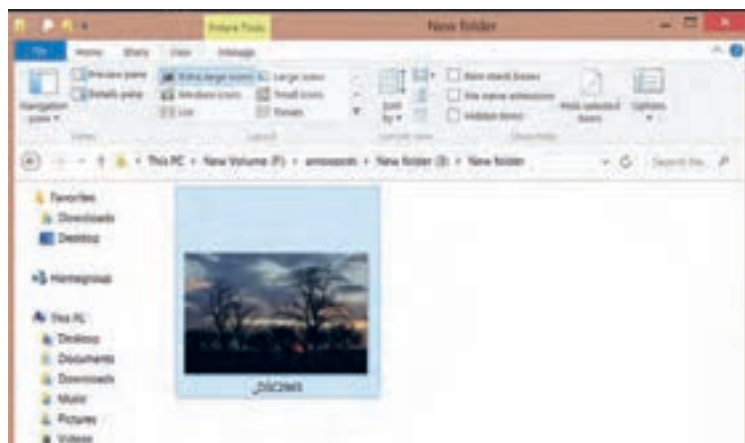 Picture Tools New folder
File Home Share View Manage
Navigation pane
Preview pane
Details pane
Extra large icons Large icons
Medium icons Small icons
List Details
Sort by
Item check boxes
File name extensions
Hidden items
Hide selected items
Options
This PC New Volume (F) New folder (3) New folder
Favorites
Downloads
Desktop
Homegroup
This PC
Desktop
Documents
Downloads
Music
Pictures
Videos